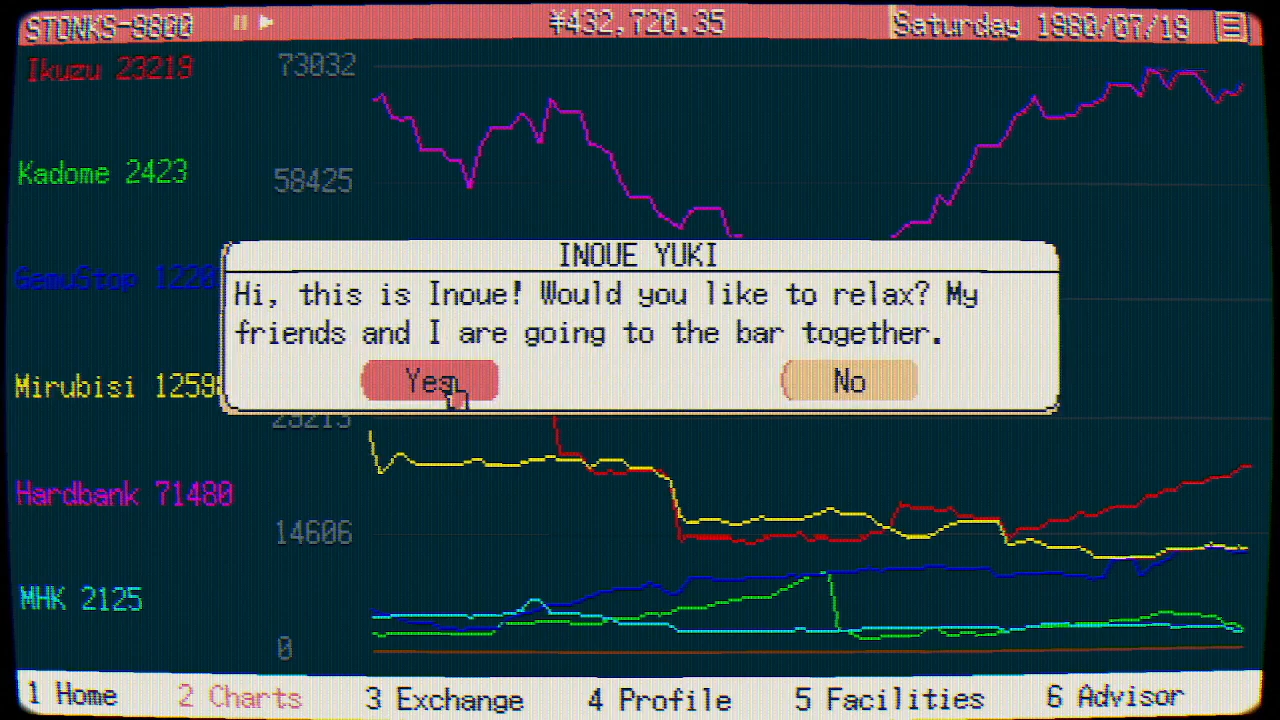 STONKS-9800
¥432,720.35
Saturday 1980/07/19
Ikuzu 23219
73032
Kadome 2423
58425
GemuStop
INOUE YUKI
Hi, this is Inoue! Would you like to relax? My
friends and I are going to the bar together.
Yes
No
Mirubisi
Hardbank 71480
14606
MHK 2125
0
1 Home
2 Charts
3 Exchange
4 Profile
5 Facilities
6 Advisor